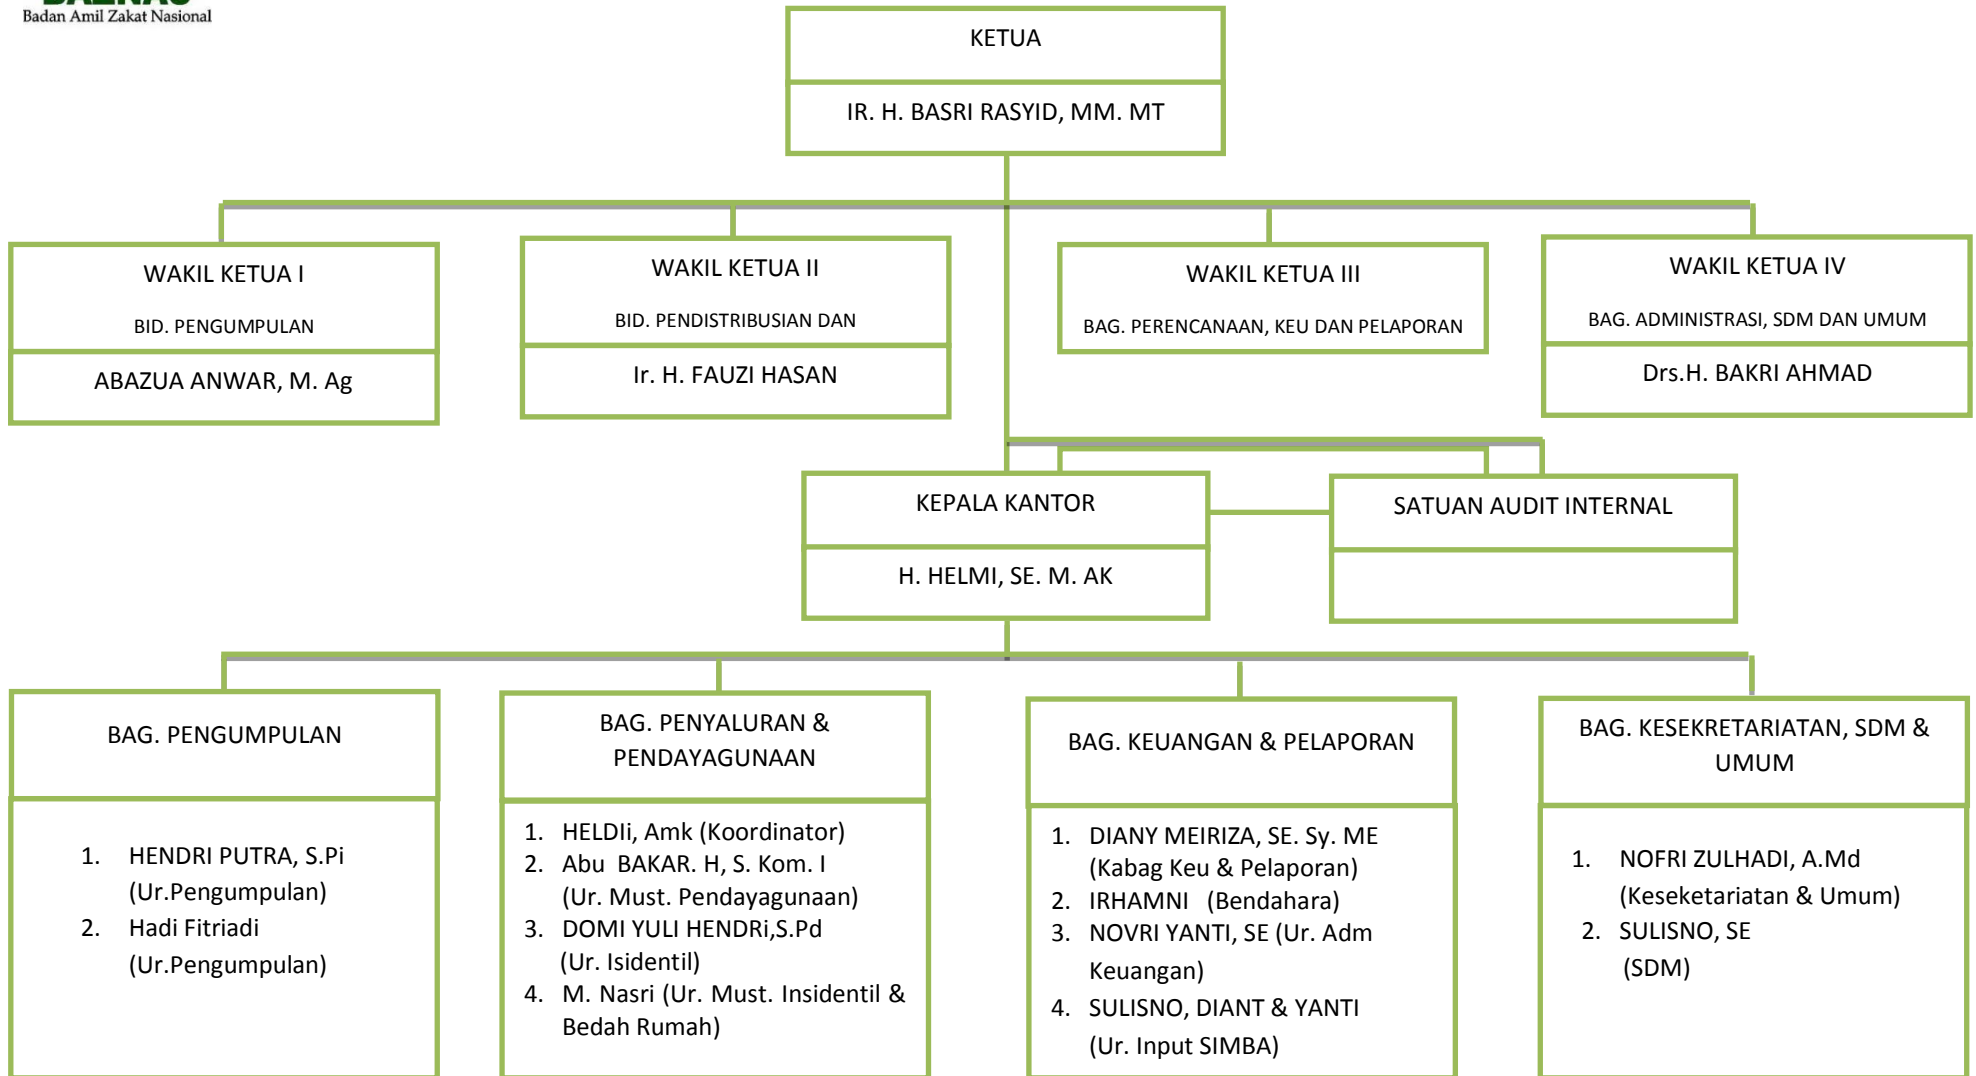 BAZNAS
Badan Amil Zakat Nasional
KETUA
IR. H. BASRI RASYID, MM. MT
WAKIL KETUA I
BID. PENGUMPULAN
ABAZUA ANWAR, M. Ag
WAKIL KETUA II
BID. PENDISTRIBUSIAN DAN
Ir. H. FAUZI HASAN
WAKIL KETUA III
BAG. PERENCANAAN, KEU DAN PELAPORAN
WAKIL KETUA IV
BAG. ADMINISTRASI, SDM DAN UMUM
Drs.H. BAKRI AHMAD
KEPALA KANTOR
H. HELMI, SE. M. AK
SATUAN AUDIT INTERNAL
BAG. PENGUMPULAN
1. HENDRI PUTRA, S.Pi
(Ur.Pengumpulan)
2. Hadi Fitriadi
(Ur.Pengumpulan)
BAG. PENYALURAN &
PENDAYAGUNAAN
1. HELDIi, Amk (Koordinator)
2. Abu BAKAR. H, S. Kom. I
(Ur. Must. Pendayagunaan)
3. DOMI YULI HENDRi,S.Pd
(Ur. Isidentil)
4. M. Nasri (Ur. Must. Insidentil &
Bedah Rumah)
BAG. KEUANGAN & PELAPORAN
1. DIANY MEIRIZA, SE. Sy. ME
(Kabag Keu & Pelaporan)
2. IRHAMNI (Bendahara)
3. NOVRI YANTI, SE (Ur. Adm
Keuangan)
4. SULISNO, DIANT & YANTI
(Ur. Input SIMBA)
BAG. KESEKRETARIATAN, SDM &
UMUM
1. NOFRI ZULHADI, A.Md
(Keseketariatan & Umum)
2. SULISNO, SE
(SDM)